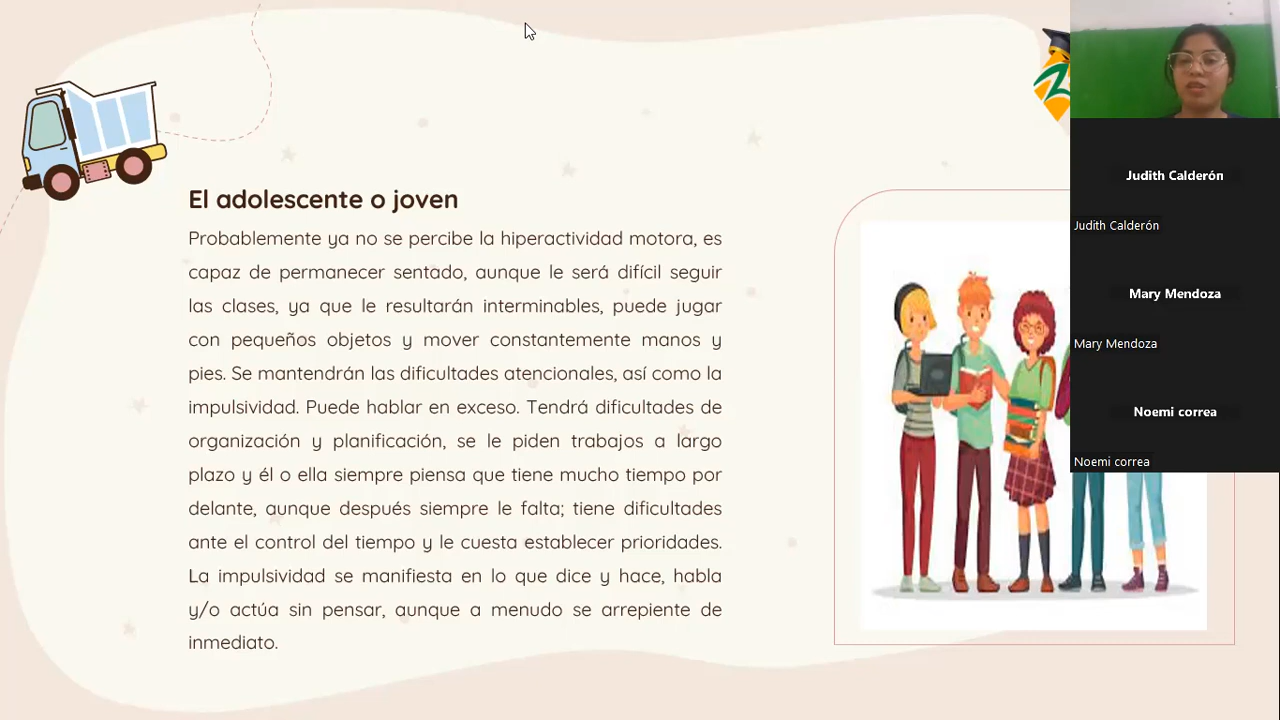 El adolescente o joven
Probablemente ya no se percibe la hiperactividad motora, es
capaz de permanecer sentado, aunque le será difícil seguir
las clases, ya que le resultarán interminables, puede jugar
con pequeños objetos y mover constantemente manos y
pies. Se mantendrán las dificultades atencionales, así como la
impulsividad. Puede hablar en exceso. Tendrá dificultades de
organización y planificación, se le piden trabajos a largo
plazo y él o ella siempre piensa que tiene mucho tiempo por
delante, aunque después siempre le falta; tiene dificultades
ante el control del tiempo y le cuesta establecer prioridades.
La impulsividad se manifiesta en lo que dice y hace, habla
y/o actúa sin pensar, aunque a menudo se arrepiente de
inmediato.
Judith Calderón
Judith Calderón
Mary Mendoza
Mary Mendoza
Noemi correa
Noemi correa